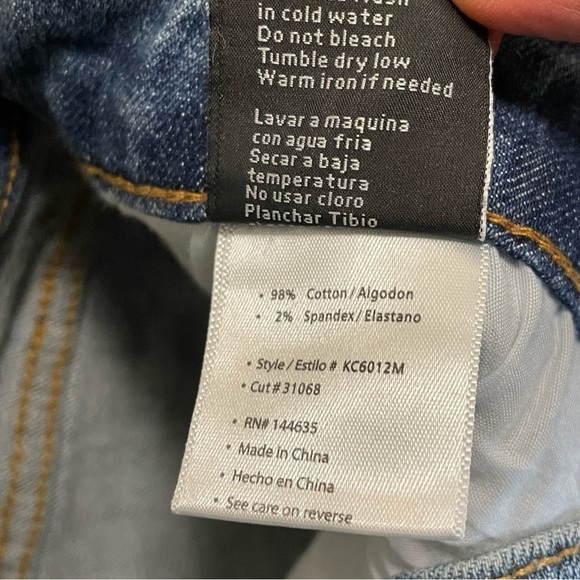 in cold water
Do not bleach
Tumble dry low
Warm iron if needed
Lavar a maquina
con agua fria
Secar a baja
temperatura
No usar cloro
Planchar Tibio
• 98% Cotton / Algodon
• 2% Spandex / Elastano
• Style / Estilo # KC6012M
• Cut # 31068
• RN# 144635
• Made In China
• Hecho en China
• See care on reverse